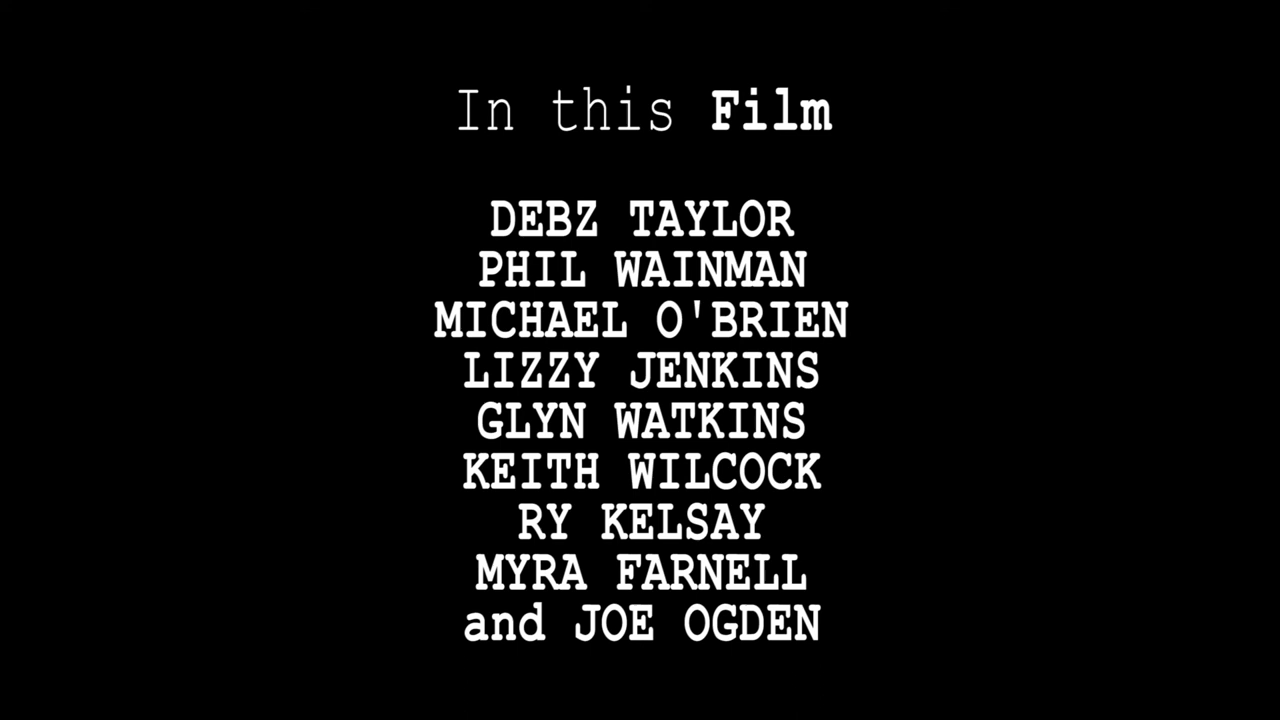 In this Film
DEBZ TAYLOR
PHIL WAINMAN
MICHAEL O'BRIEN
LIZZY JENKINS
GLYN WATKINS
KEITH WILCOCK
RY KELSAY
MYRA FARNELL
and JOE OGDEN